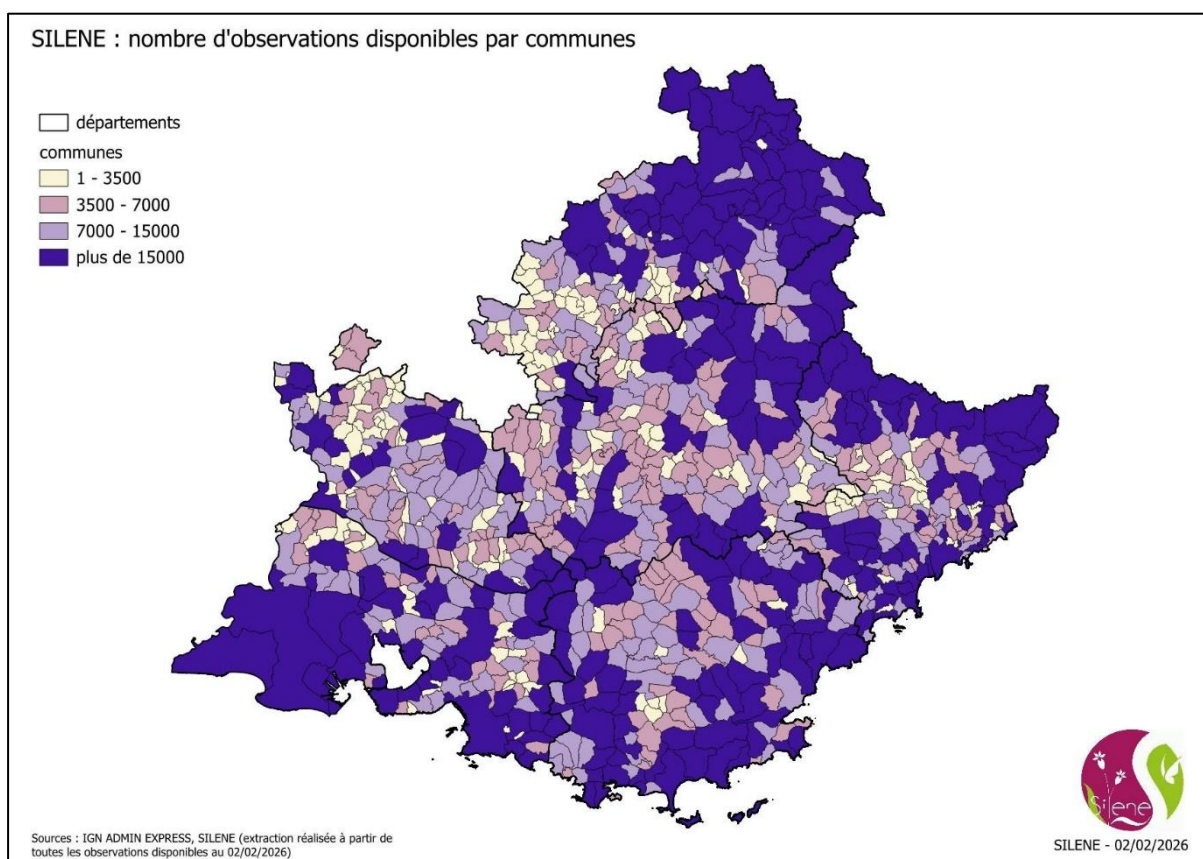 SILENE : nombre d'observations disponibles par communes
départements
communes
1 - 3500
3500 - 7000
7000 - 15000
plus de 15000
Silene
Sources : IGN ADMIN EXPRESS, SILENE (extraction réalisée à partir de
toutes les observations disponibles au 02/02/2026)
SILENE - 02/02/2026